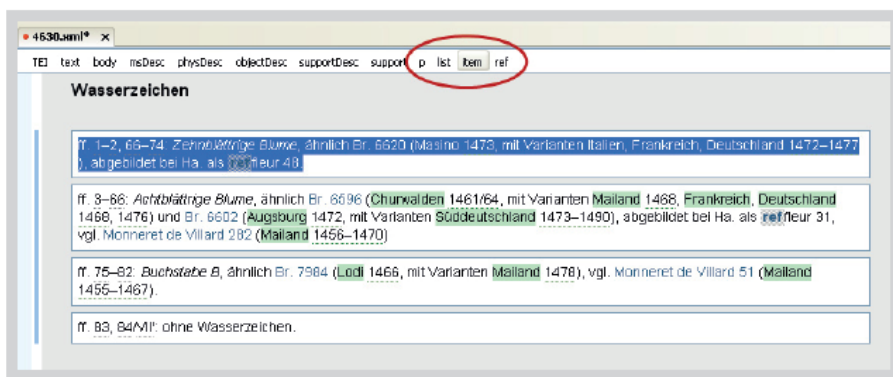 4630.xml* ×
TEI text body msDesc physDesc objectDesc supportDesc support p list item ref
Wasserzeichen
ff. 1–2, 66–74: Zehnblättrige Blume, ähnlich Br. 6620 (Masino 1473, mit Varianten Italien, Frankreich, Deutschland 1472–1477
), abgebildet bei Ha. als ref fleur 48.
ff. 3–66: Achtblättrige Blume, ähnlich Br. 6596 (Churwalden 1461/64, mit Varianten Mailand 1468, Frankreich, Deutschland
1468, 1476) und Br. 6602 (Augsburg 1472, mit Varianten Süddeutschland 1473–1490), abgebildet bei Ha. als ref fleur 31,
vgl. Monneret de Villard 282 (Mailand 1456–1470)
ff. 75–82: Buchstabe B, ähnlich Br. 7984 (Lodi 1466, mit Varianten Mailand 1478), vgl. Monneret de Villard 51 (Mailand
1455–1467).
ff. 83, ohne Wasserzeichen.